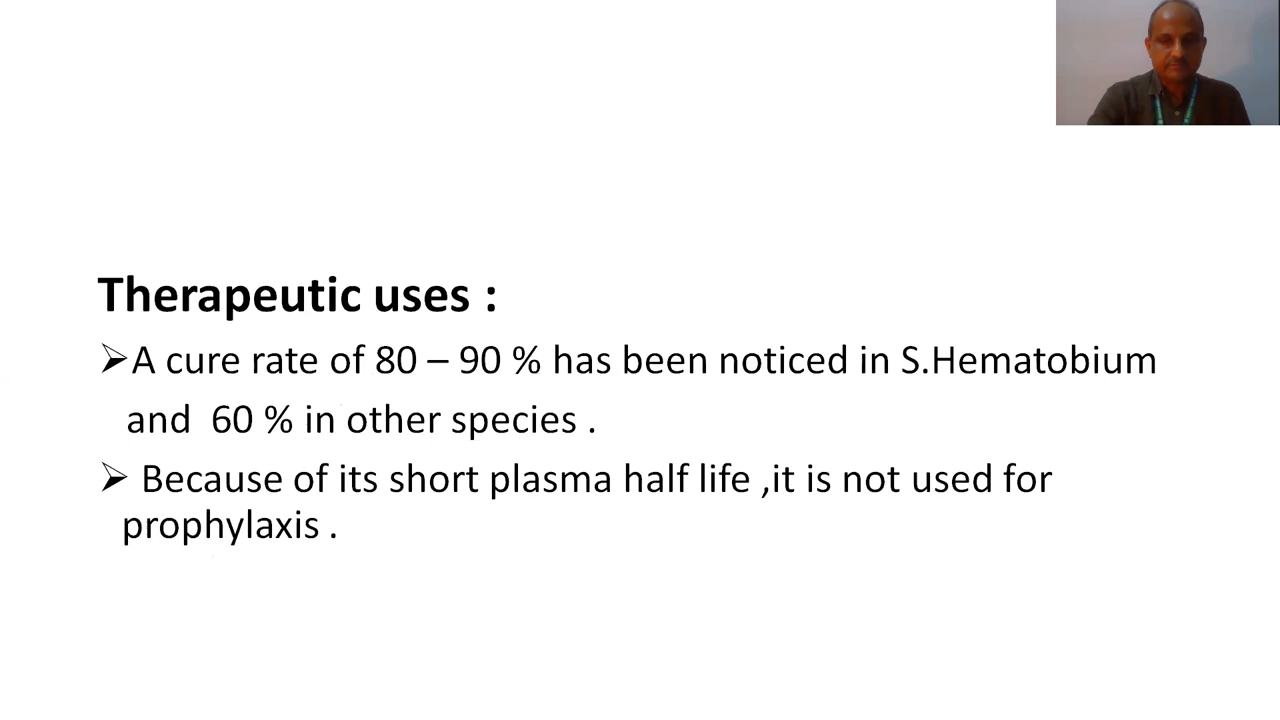 Therapeutic uses :
➢A cure rate of 80 – 90 % has been noticed in S.Hematobium
and 60 % in other species .
➢ Because of its short plasma half life ,it is not used for
prophylaxis .